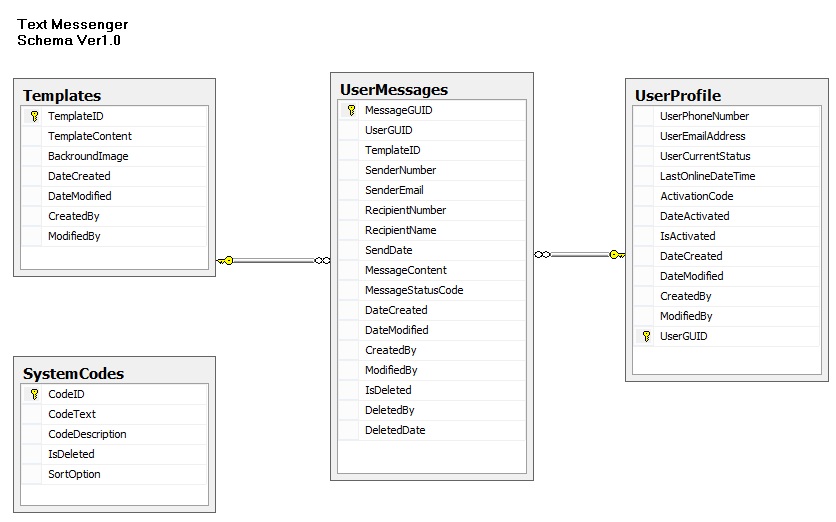 Text Messenger
Schema Ver1.0
Templates
TemplateID
TemplateContent
BackroundImage
DateCreated
DateModified
CreatedBy
ModifiedBy
SystemCodes
CodeID
CodeText
CodeDescription
IsDeleted
SortOption
UserMessages
MessageGUID
UserGUID
TemplateID
SenderNumber
SenderEmail
RecipientNumber
RecipientName
SendDate
MessageContent
MessageStatusCode
DateCreated
DateModified
CreatedBy
ModifiedBy
IsDeleted
DeletedBy
DeletedDate
UserProfile
UserPhoneNumber
UserEmailAddress
UserCurrentStatus
LastOnlineDateTime
ActivationCode
DateActivated
IsActivated
DateCreated
DateModified
CreatedBy
ModifiedBy
UserGUID